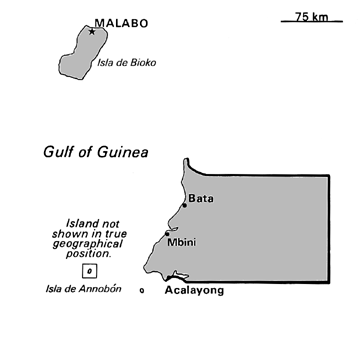 MALABO
75 km
Isla de Bioko
Gulf of Guinea
Bata
Island not
shown in true
geographical
position.
Mbini
Isla de Annobón
Acalayong